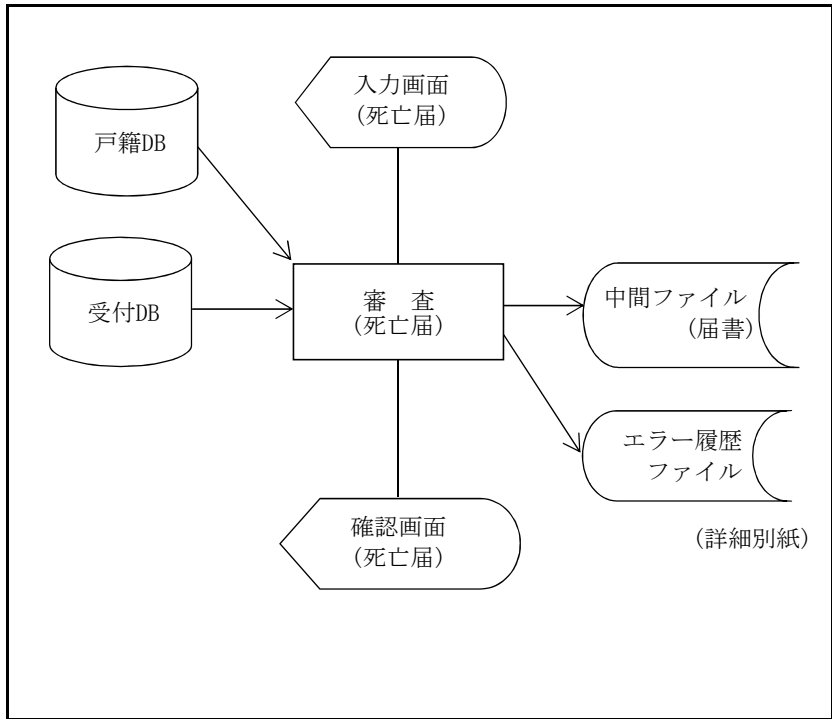 入力画面
(死亡届)
戸籍DB
受付DB
審　査
(死亡届)
中間ファイル
(届書)
エラー履歴
ファイル
確認画面
(死亡届)
(詳細別紙)